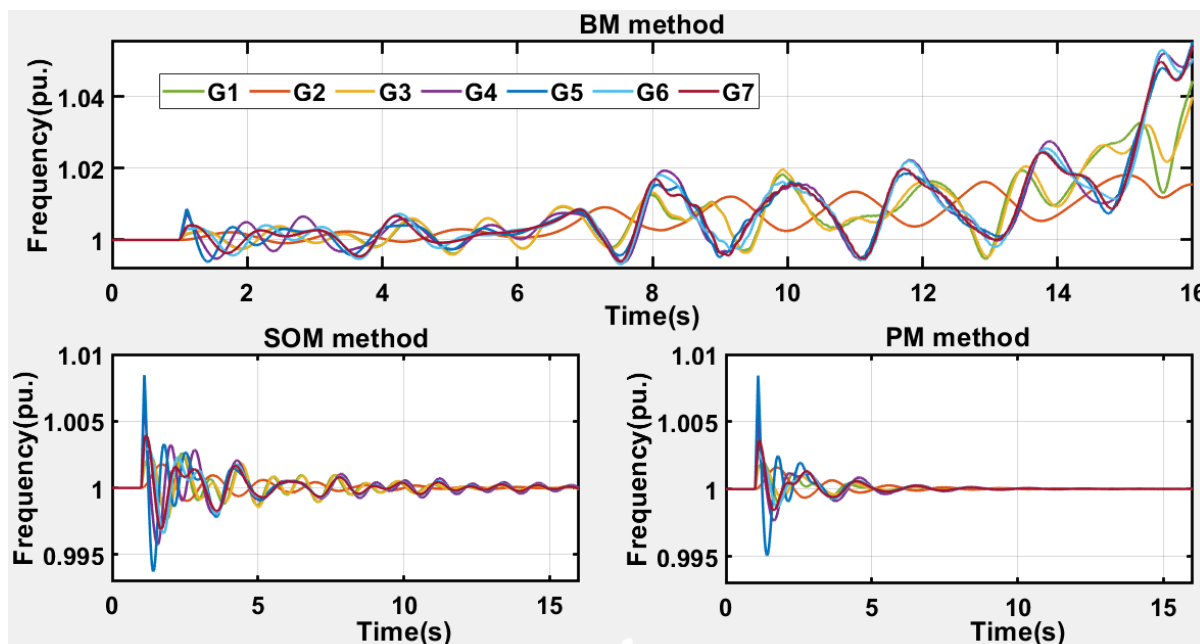 BM method
Frequency(pu.)
1.04
1.02
1
G1 G2 G3 G4 G5 G6 G7
0 2 4 6 8 10 12 14 16
Time(s)
SOM method
Frequency(pu.)
1.01
1.005
1
0.995
0 5 10 15
Time(s)
PM method
Frequency(pu.)
1.01
1.005
1
0.995
0 5 10 15
Time(s)